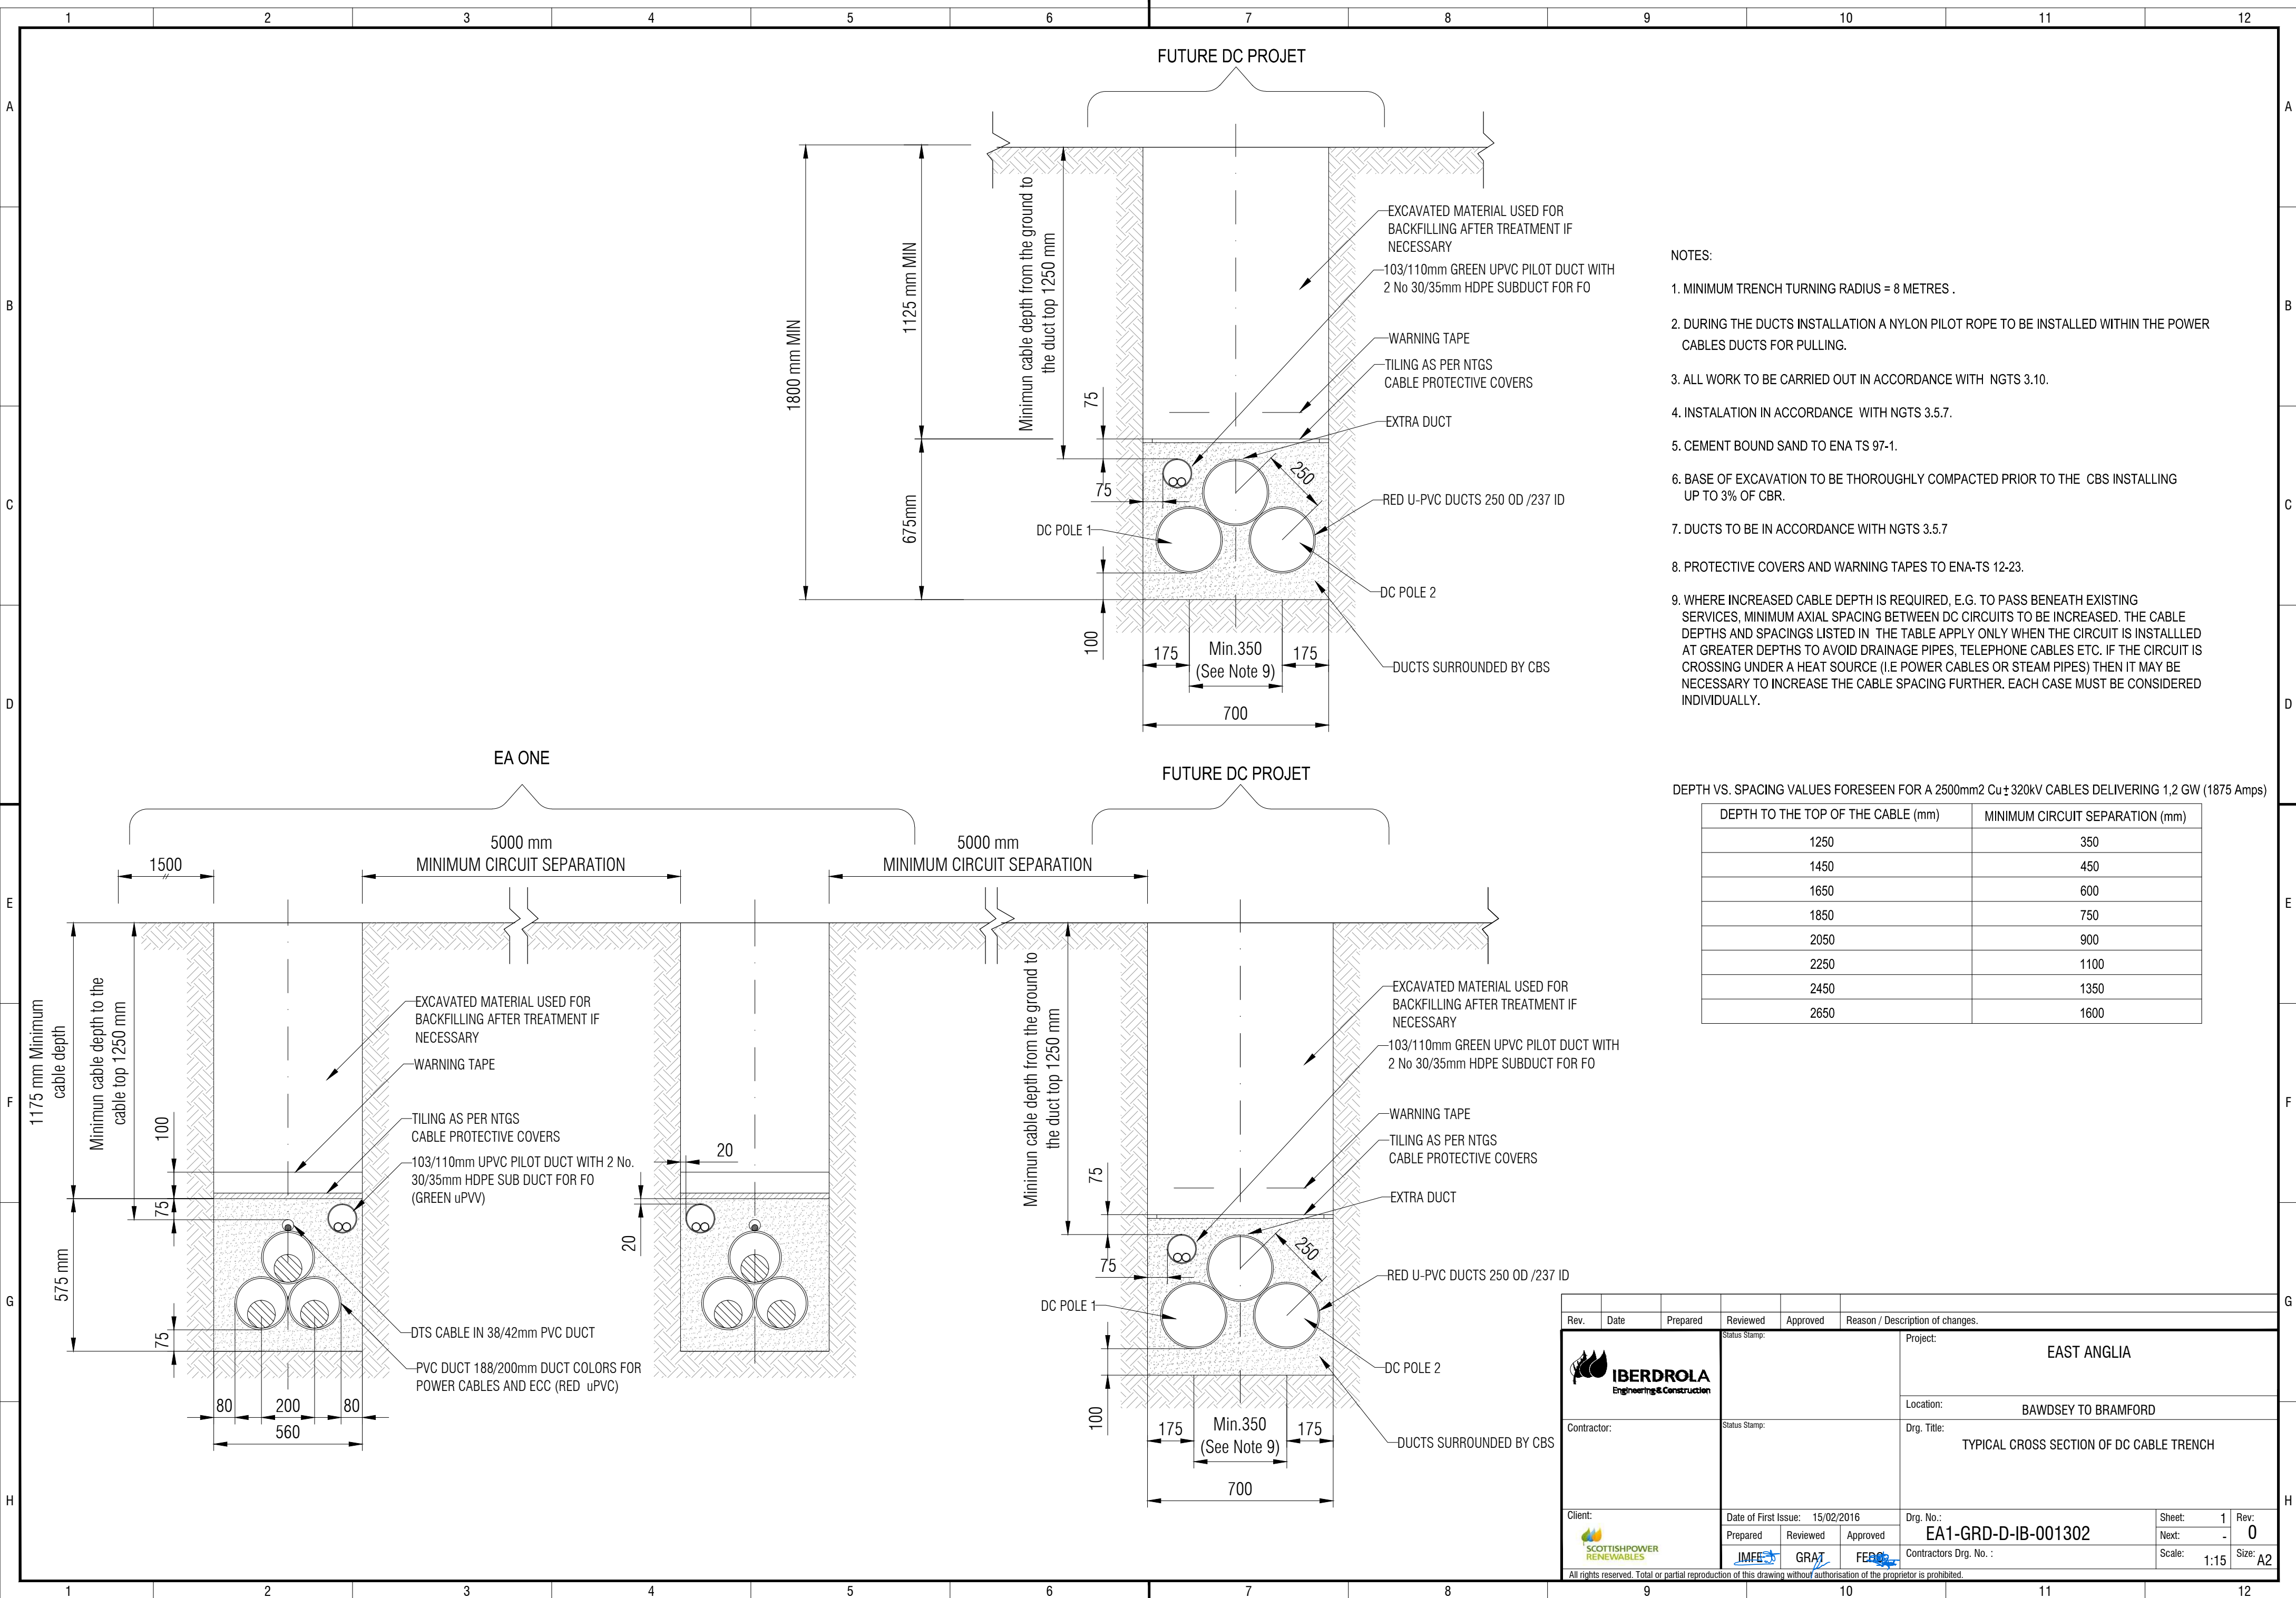 1 2 3 4 5 6 7 8 9 10 11 12
A
B
C
D
E
F
G
H
FUTURE DC PROJET
1800 mm MIN
1125 mm MIN
675mm
Minimun cable depth from the ground to
the duct top 1250 mm
75
75
100
EXCAVATED MATERIAL USED FOR
BACKFILLING AFTER TREATMENT IF
NECESSARY
103/110mm GREEN UPVC PILOT DUCT WITH
2 No 30/35mm HDPE SUBDUCT FOR FO
WARNING TAPE
TILING AS PER NTGS
CABLE PROTECTIVE COVERS
EXTRA DUCT
250
RED U-PVC DUCTS 250 OD /237 ID
DC POLE 1
DC POLE 2
DUCTS SURROUNDED BY CBS
175 Min.350 175
(See Note 9)
700
NOTES:
1. MINIMUM TRENCH TURNING RADIUS = 8 METRES .
2. DURING THE DUCTS INSTALLATION A NYLON PILOT ROPE TO BE INSTALLED WITHIN THE POWER
CABLES DUCTS FOR PULLING.
3. ALL WORK TO BE CARRIED OUT IN ACCORDANCE WITH NGTS 3.10.
4. INSTALATION IN ACCORDANCE WITH NGTS 3.5.7.
5. CEMENT BOUND SAND TO ENA TS 97-1.
6. BASE OF EXCAVATION TO BE THOROUGHLY COMPACTED PRIOR TO THE CBS INSTALLING
UP TO 3% OF CBR.
7. DUCTS TO BE IN ACCORDANCE WITH NGTS 3.5.7
8. PROTECTIVE COVERS AND WARNING TAPES TO ENA-TS 12-23.
9. WHERE INCREASED CABLE DEPTH IS REQUIRED, E.G. TO PASS BENEATH EXISTING
SERVICES, MINIMUM AXIAL SPACING BETWEEN DC CIRCUITS TO BE INCREASED. THE CABLE
DEPTHS AND SPACINGS LISTED IN THE TABLE APPLY ONLY WHEN THE CIRCUIT IS INSTALLLED
AT GREATER DEPTHS TO AVOID DRAINAGE PIPES, TELEPHONE CABLES ETC. IF THE CIRCUIT IS
CROSSING UNDER A HEAT SOURCE (I.E POWER CABLES OR STEAM PIPES) THEN IT MAY BE
NECESSARY TO INCREASE THE CABLE SPACING FURTHER. EACH CASE MUST BE CONSIDERED
INDIVIDUALLY.
DEPTH VS. SPACING VALUES FORESEEN FOR A 2500mm2 Cu ± 320kV CABLES DELIVERING 1,2 GW (1875 Amps)
DEPTH TO THE TOP OF THE CABLE (mm) MINIMUM CIRCUIT SEPARATION (mm)
1250 350
1450 450
1650 600
1850 750
2050 900
2250 1100
2450 1350
2650 1600
EA ONE
1500
5000 mm
MINIMUM CIRCUIT SEPARATION
5000 mm
MINIMUM CIRCUIT SEPARATION
1175 mm Minimum
cable depth
Minimun cable depth to the
cable top 1250 mm
575 mm
100
75
75
EXCAVATED MATERIAL USED FOR
BACKFILLING AFTER TREATMENT IF
NECESSARY
WARNING TAPE
TILING AS PER NTGS
CABLE PROTECTIVE COVERS
103/110mm UPVC PILOT DUCT WITH 2 No.
30/35mm HDPE SUB DUCT FOR FO
(GREEN uPVV)
DTS CABLE IN 38/42mm PVC DUCT
PVC DUCT 188/200mm DUCT COLORS FOR
POWER CABLES AND ECC (RED uPVC)
80 200 80
560
20
20
FUTURE DC PROJET
Minimun cable depth from the ground to
the duct top 1250 mm
75
75
100
EXCAVATED MATERIAL USED FOR
BACKFILLING AFTER TREATMENT IF
NECESSARY
103/110mm GREEN UPVC PILOT DUCT WITH
2 No 30/35mm HDPE SUBDUCT FOR FO
WARNING TAPE
TILING AS PER NTGS
CABLE PROTECTIVE COVERS
EXTRA DUCT
250
RED U-PVC DUCTS 250 OD /237 ID
DC POLE 1
DC POLE 2
DUCTS SURROUNDED BY CBS
175 Min.350 175
(See Note 9)
700
Rev. Date Prepared Reviewed Approved Reason / Description of changes.
IBERDROLA
Engineering & Construction
Status Stamp:
Project:
EAST ANGLIA
Location:
BAWDSEY TO BRAMFORD
Contractor:
Status Stamp:
Drg. Title:
TYPICAL CROSS SECTION OF DC CABLE TRENCH
Client:
SCOTTISHPOWER
RENEWABLES
Date of First Issue: 15/02/2016
Prepared Reviewed Approved
IMFE GRAT
Drg. No.:
EA1-GRD-D-IB-001302
Contractors Drg. No. :
Sheet: 1 Rev:
Next: - 0
Scale: 1:15 Size: A2
All rights reserved. Total or partial reproduction of this drawing without authorisation of the proprietor is prohibited.
1 2 3 4 5 6 7 8 9 10 11 12
A
B
C
D
E
F
G
H